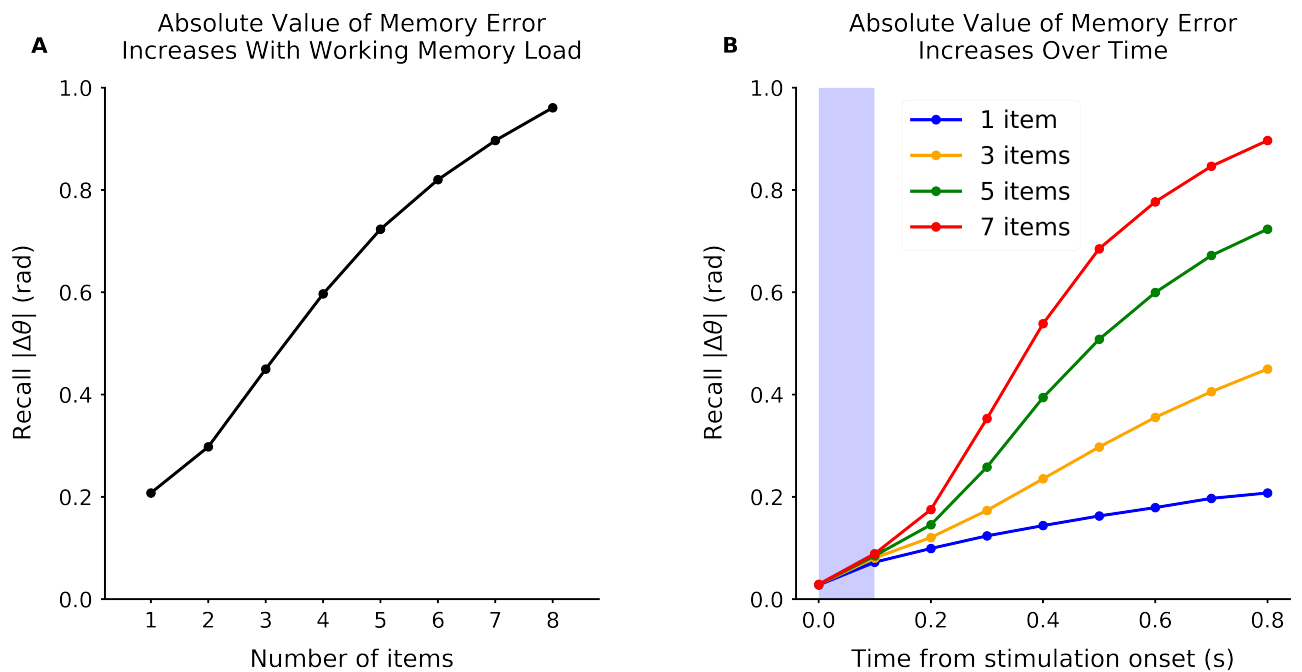 A
Absolute Value of Memory Error
Increases With Working Memory Load
1.0
0.8
0.6
0.4
0.2
0.0
Recall |Δθ| (rad)
1 2 3 4 5 6 7 8
Number of items
B
Absolute Value of Memory Error
Increases Over Time
1.0
0.8
0.6
0.4
0.2
0.0
Recall |Δθ| (rad)
1 item
3 items
5 items
7 items
0.0 0.2 0.4 0.6 0.8
Time from stimulation onset (s)